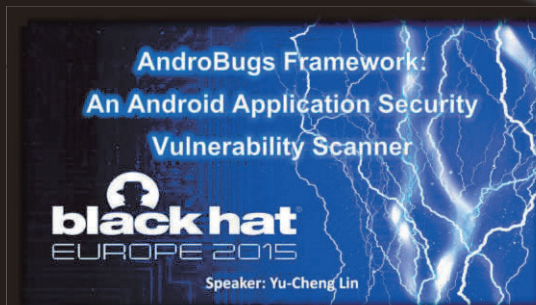 AndroBugs Framework:
An Android Application Security
Vulnerability Scanner
black hat
EUROPE 2015
Speaker: Yu-Cheng Lin